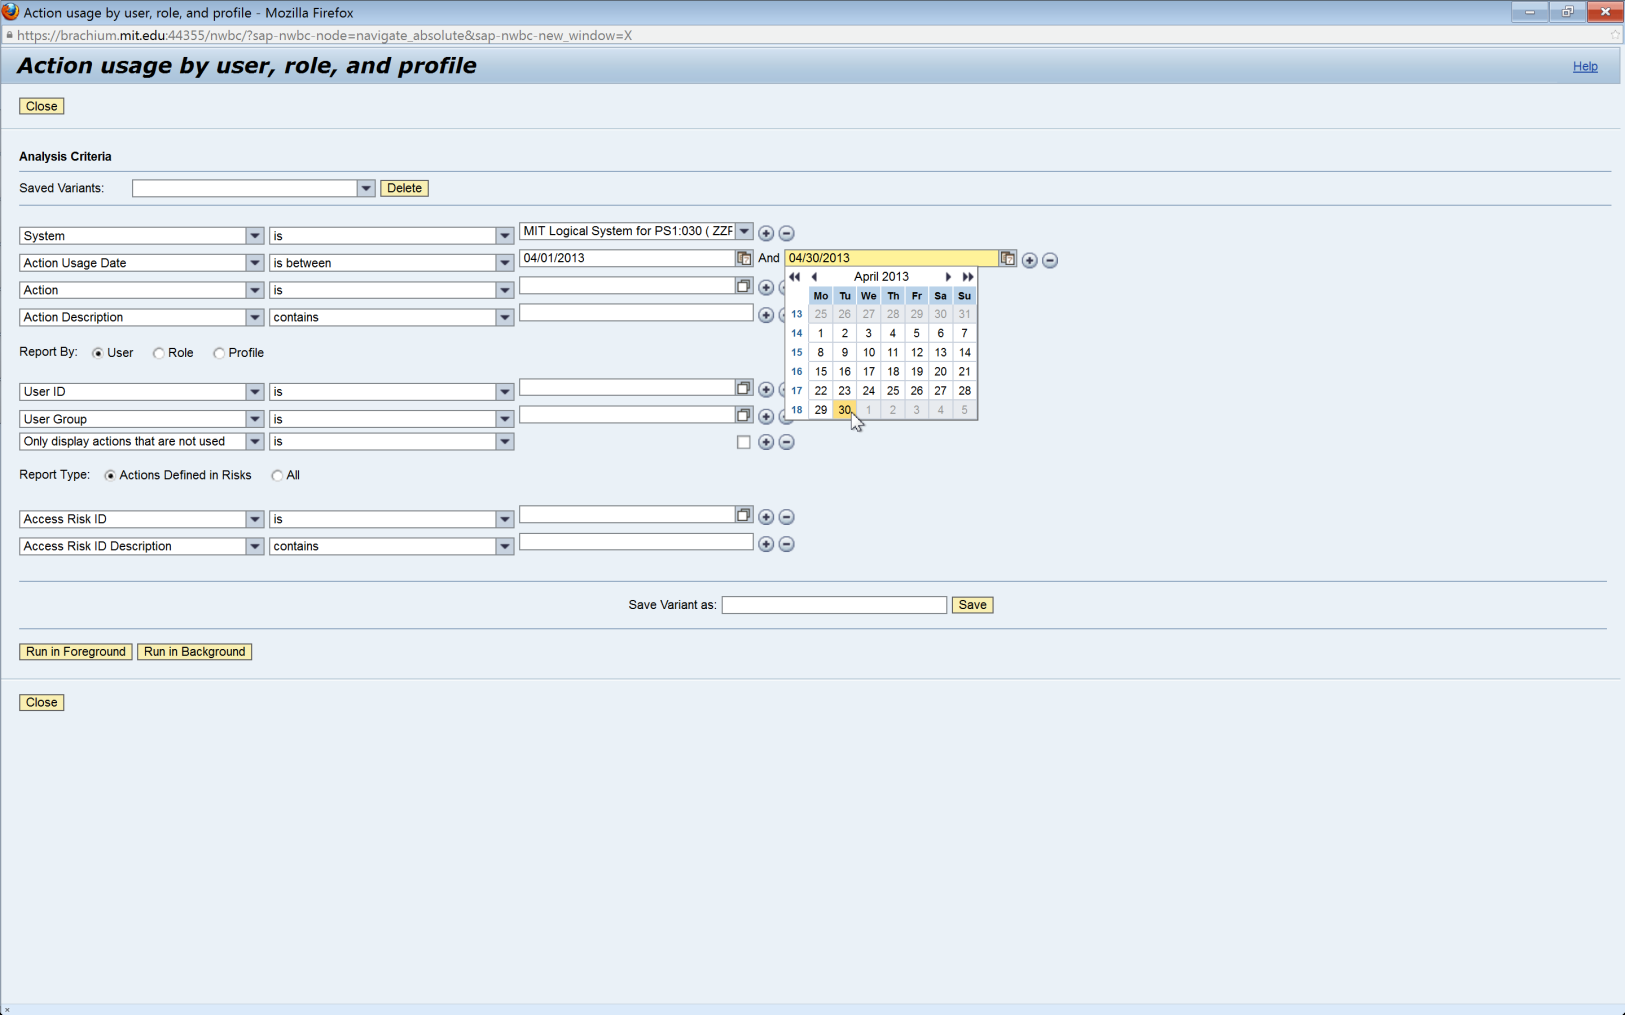 Action usage by user, role, and profile - Mozilla Firefox
https://brachium.mit.edu:44355/nwbc/?sap-nwbc-node=navigate_absolute&sap-nwbc-new_window=X
Action usage by user, role, and profile
Help
Close
Analysis Criteria
Saved Variants:
Delete
System is MIT Logical System for PS1:030 ( ZZF
Action Usage Date is between 04/01/2013 And 04/30/2013
Action is
Action Description contains
April 2013
Mo Tu We Th Fr Sa Su
13 25 26 27 28 29 30 31
14 1 2 3 4 5 6 7
15 8 9 10 11 12 13 14
16 15 16 17 18 19 20 21
17 22 23 24 25 26 27 28
18 29 30 1 2 3 4 5
Report By: User Role Profile
User ID is
User Group is
Only display actions that are not used is
Report Type: Actions Defined in Risks All
Access Risk ID is
Access Risk ID Description contains
Save Variant as: Save
Run in Foreground Run in Background
Close